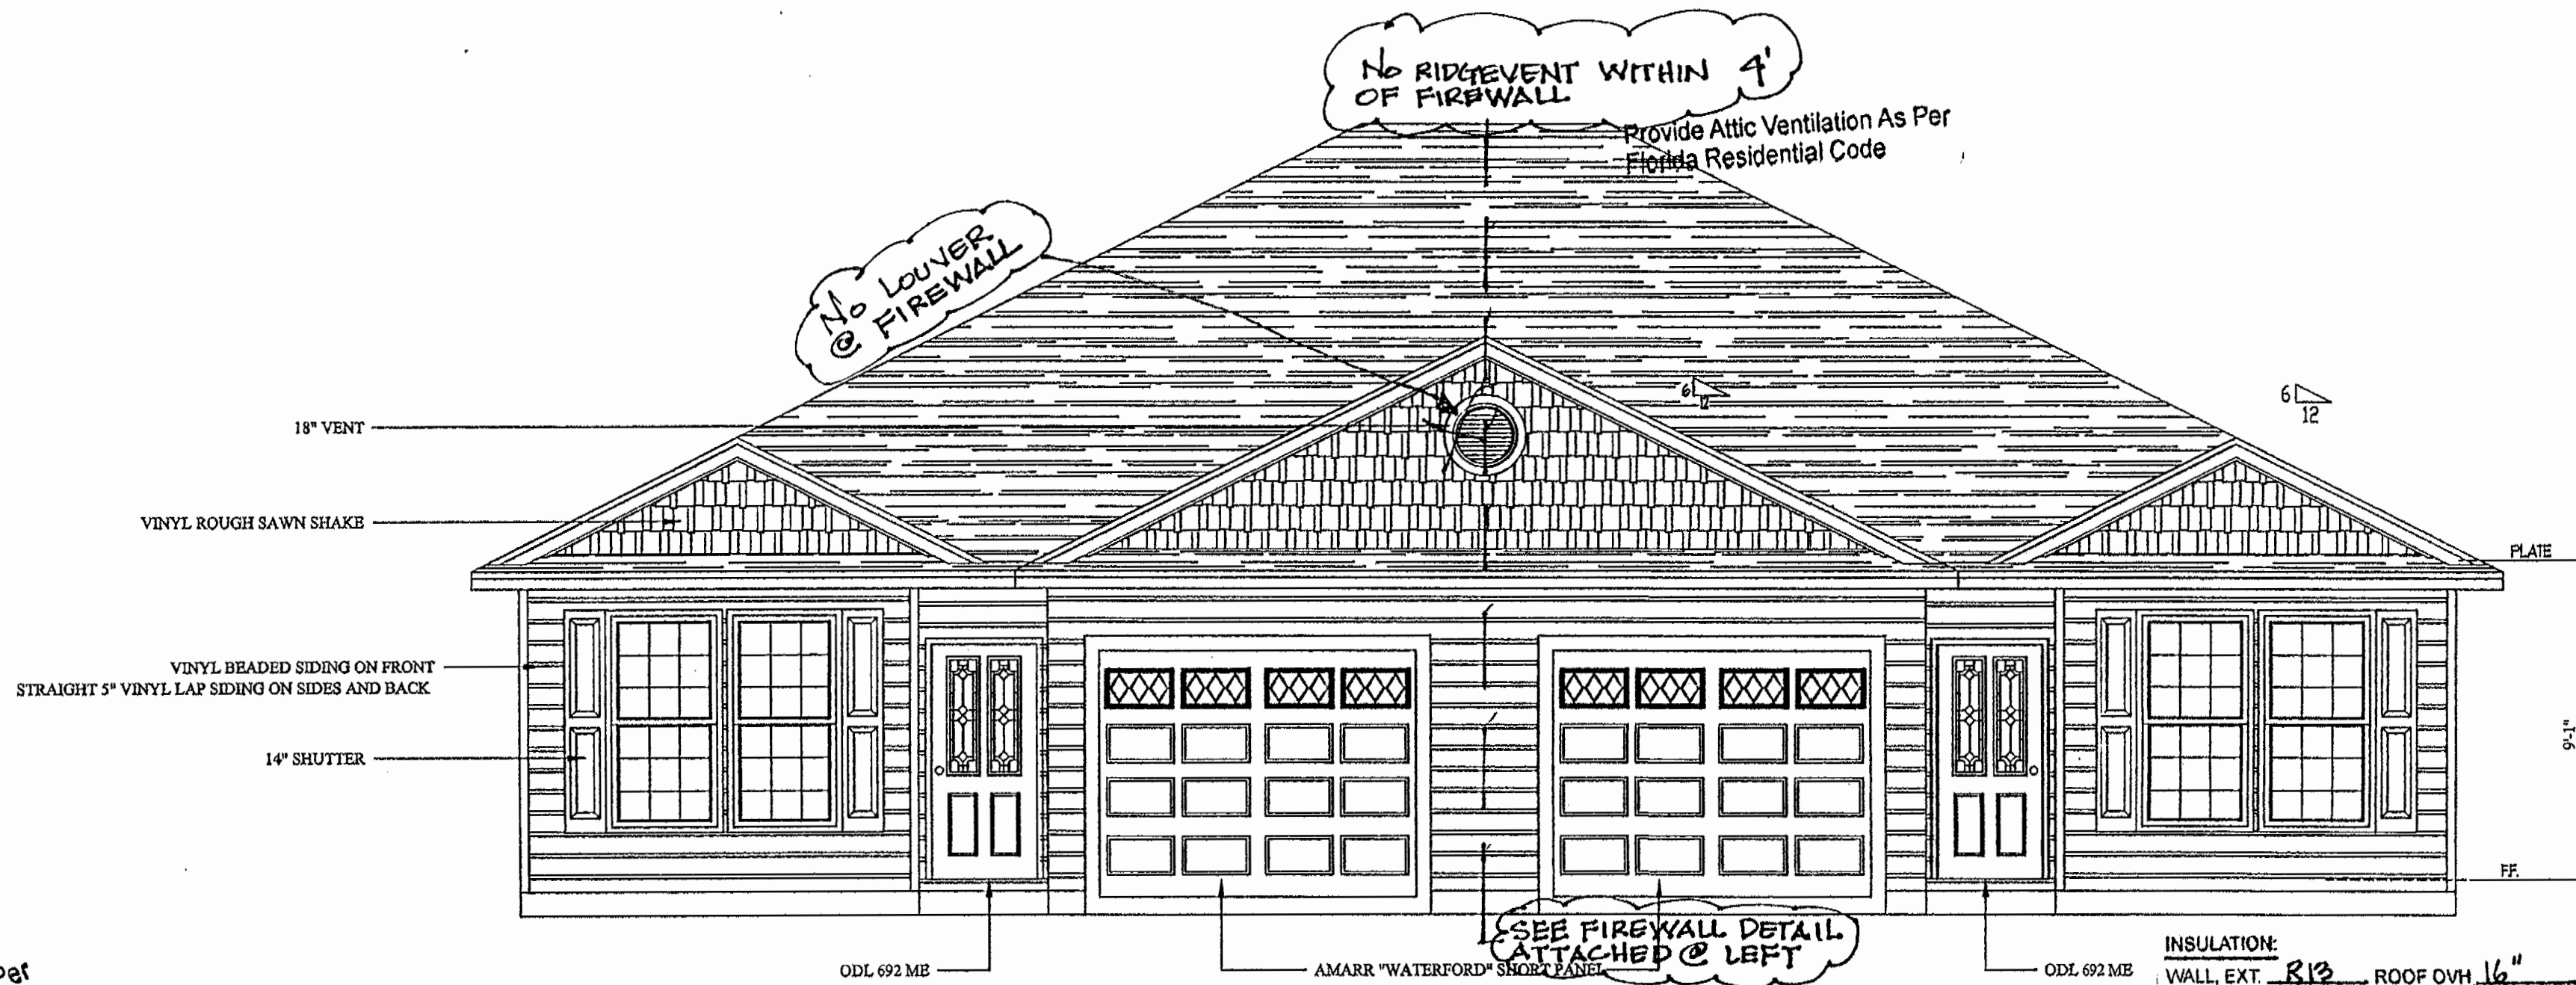 No RIDGEVENT WITHIN 4'
OF FIREWALL
Provide Attic Ventilation As Per
Florida Residential Code
No LOUVER
@ FIREWALL
18" VENT
6
12
6
12
VINYL ROUGH SAWN SHAKE
PLATE
VINYL BEADED SIDING ON FRONT
STRAIGHT 5" VINYL LAP SIDING ON SIDES AND BACK
14" SHUTTER
9'-1"
FF.
SEE FIREWALL DETAIL
ATTACHED @ LEFT
ODL 692 ME
AMARR "WATERFORD" SHORT PANEL
ODL 692 ME
INSULATION:
WALL, EXT. R13 ROOF OVH 16"